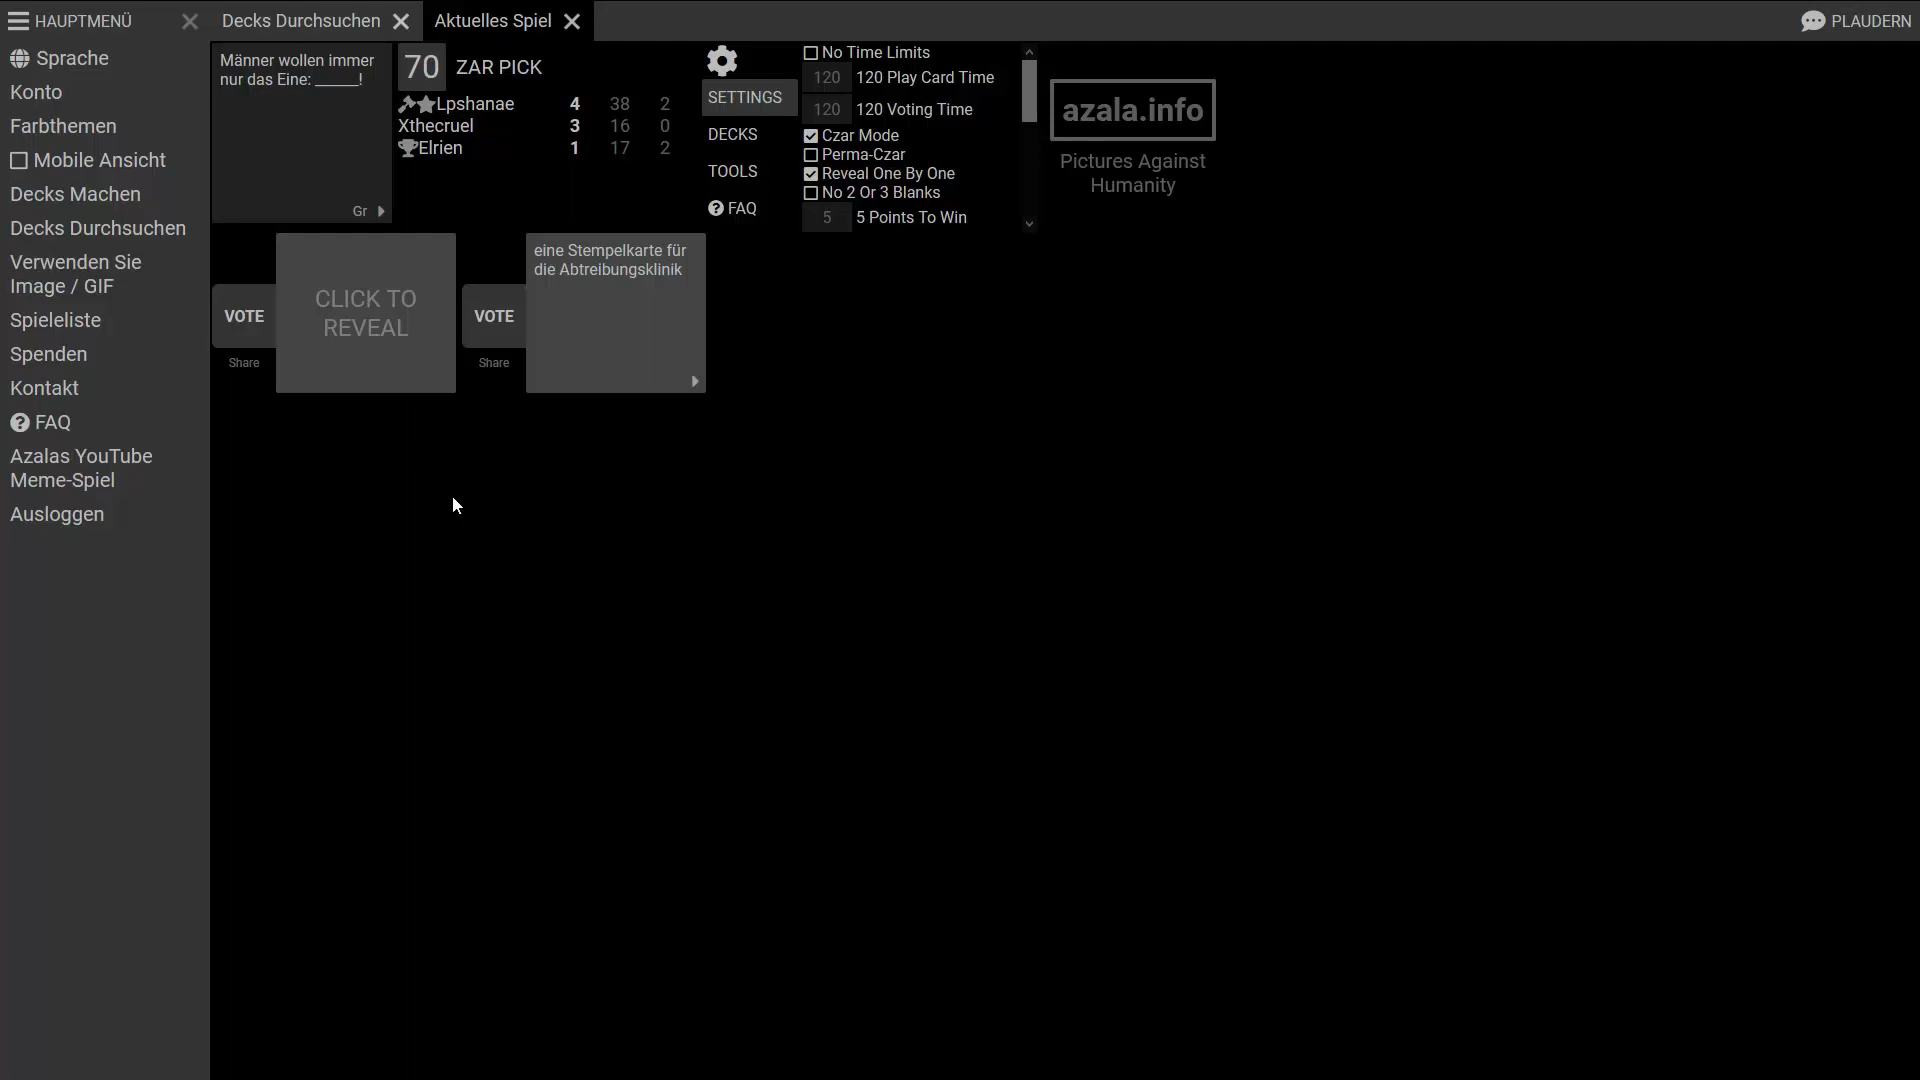 HAUPTMENÜ
Decks Durchsuchen
Aktuelles Spiel
PLAUDERN
Sprache
Konto
Farbthemen
Mobile Ansicht
Decks Machen
Decks Durchsuchen
Verwenden Sie
Image / GIF
Spieleliste
Spenden
Kontakt
FAQ
Azalas YouTube
Meme-Spiel
Ausloggen
Männer wollen immer
nur das Eine: _____!
Gr
70 ZAR PICK
Lpshanae 4 38 2
Xthecruel 3 16 0
Elrien 1 17 2
SETTINGS
DECKS
TOOLS
FAQ
No Time Limits
120 120 Play Card Time
120 120 Voting Time
Czar Mode
Perma-Czar
Reveal One By One
No 2 Or 3 Blanks
5 5 Points To Win
azala.info
Pictures Against
Humanity
VOTE
Share
CLICK TO
REVEAL
VOTE
Share
eine Stempelkarte für
die Abtreibungsklinik